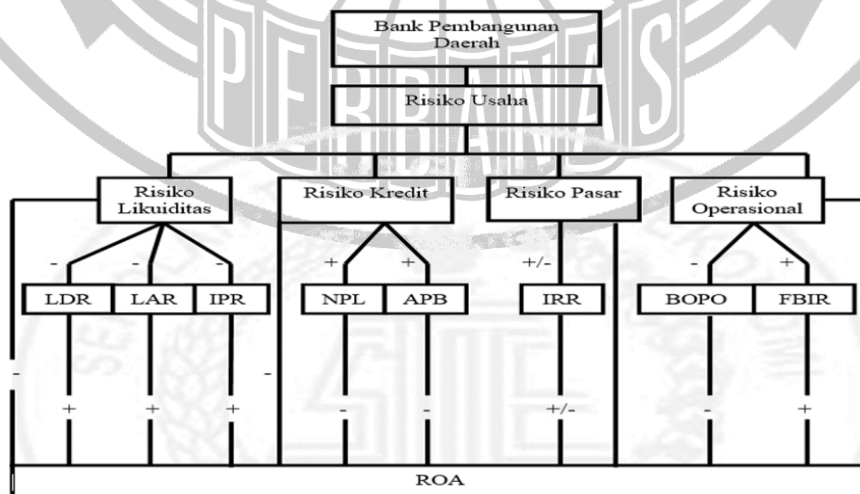 Bank Pembangunan
Daerah
Risiko Usaha
PERBANAS
Risiko
Likuiditas
Risiko Kredit
Risiko Pasar
Risiko
Operasional
- - - + + +/- - +
LDR LAR IPR NPL APB IRR BOPO FBIR
- -
+ + + - - +/- - +
ROA